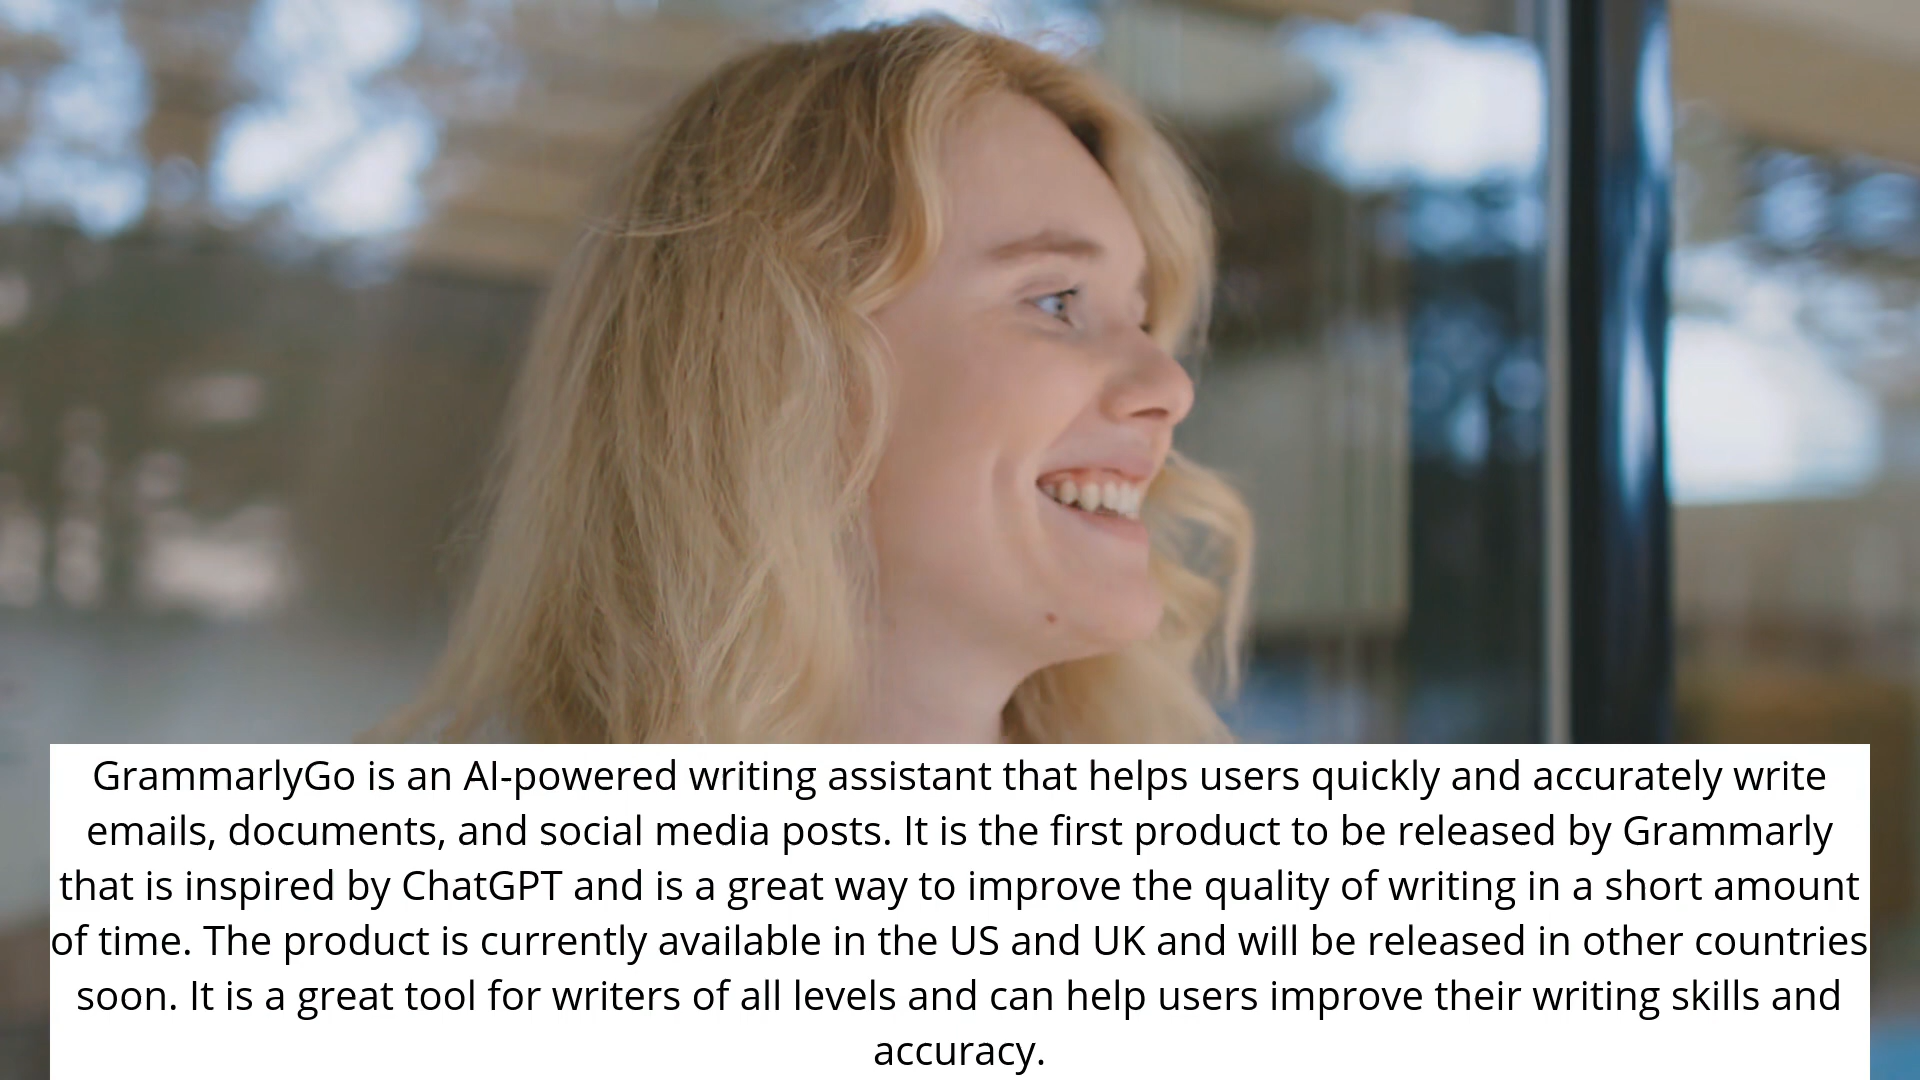 GrammarlyGo is an AI-powered writing assistant that helps users quickly and accurately write
emails, documents, and social media posts. It is the first product to be released by Grammarly
that is inspired by ChatGPT and is a great way to improve the quality of writing in a short amount
of time. The product is currently available in the US and UK and will be released in other countries
soon. It is a great tool for writers of all levels and can help users improve their writing skills and
accuracy.